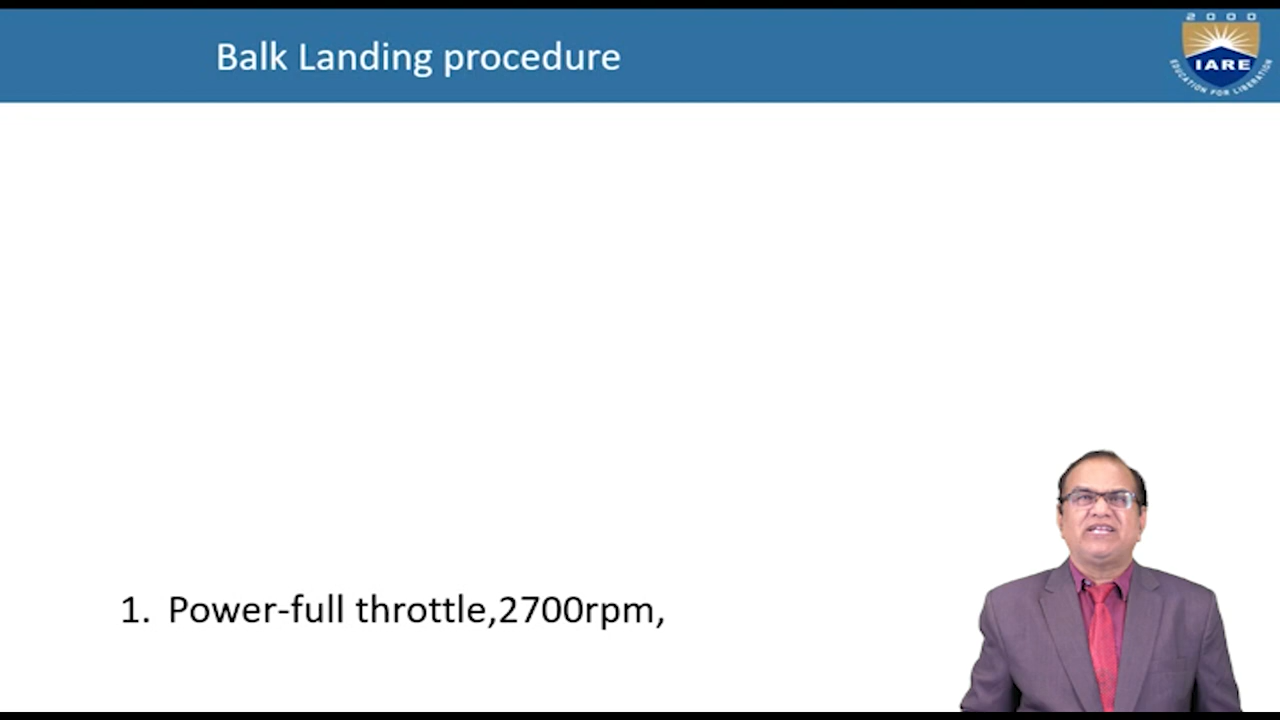 Balk Landing procedure
2000
IARE
EDUCATION FOR LIBERATION
1. Power-full throttle,2700rpm,